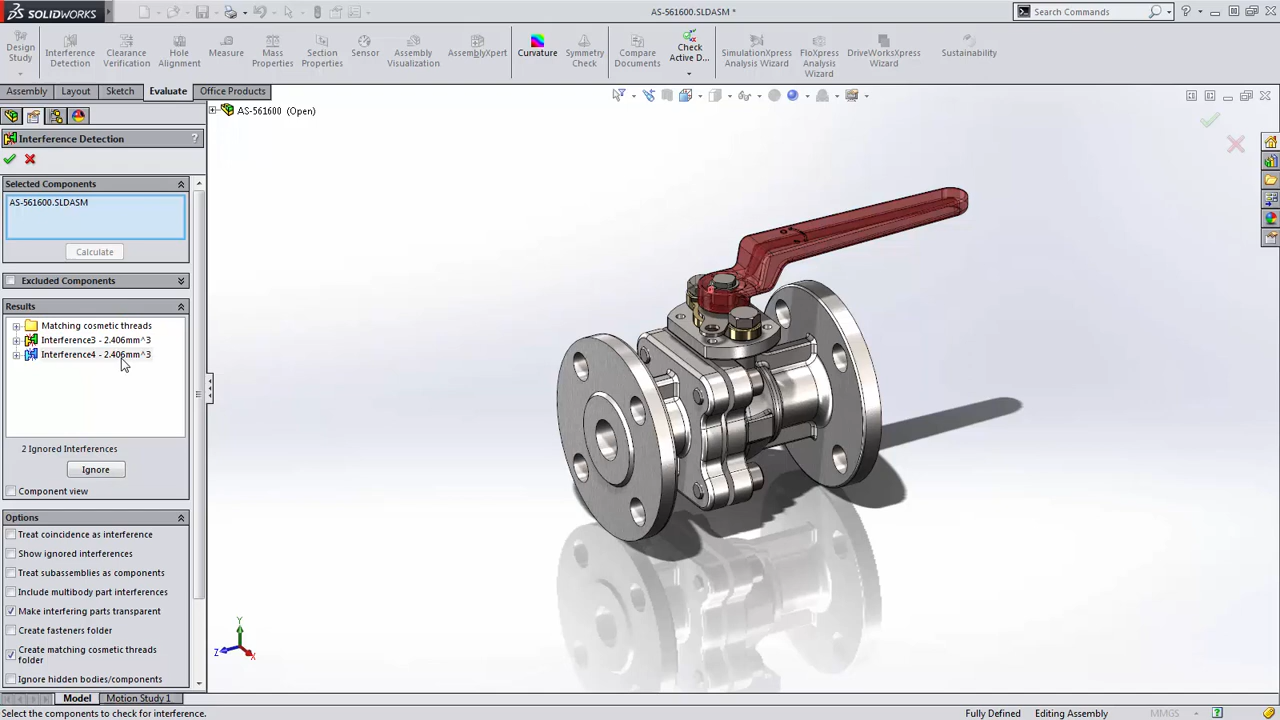 SOLIDWORKS
AS-561600.SLDASM *
Search Commands
Design Study
Interference Detection
Clearance Verification
Hole Alignment
Measure
Mass Properties
Section Properties
Sensor
Assembly Visualization
AssemblyXpert
Curvature
Symmetry Check
Compare Documents
Check Active D...
SimulationXpress Analysis Wizard
FloXpress Analysis Wizard
DriveWorksXpress Wizard
Sustainability
Assembly
Layout
Sketch
Evaluate
Office Products
AS-561600 (Open)
Interference Detection
?
Selected Components
AS-561600.SLDASM
Calculate
Excluded Components
Results
Matching cosmetic threads
Interference3 - 2.406mm^3
Interference4 - 2.406mm^3
2 Ignored Interferences
Ignore
Component view
Options
Treat coincidence as interference
Show ignored interferences
Treat subassemblies as components
Include multibody part interferences
Make interfering parts transparent
Create fasteners folder
Create matching cosmetic threads
folder
Ignore hidden bodies/components
Y
Z
X
Model
Motion Study 1
Select the components to check for interference.
Fully Defined
Editing Assembly
MMGS
?